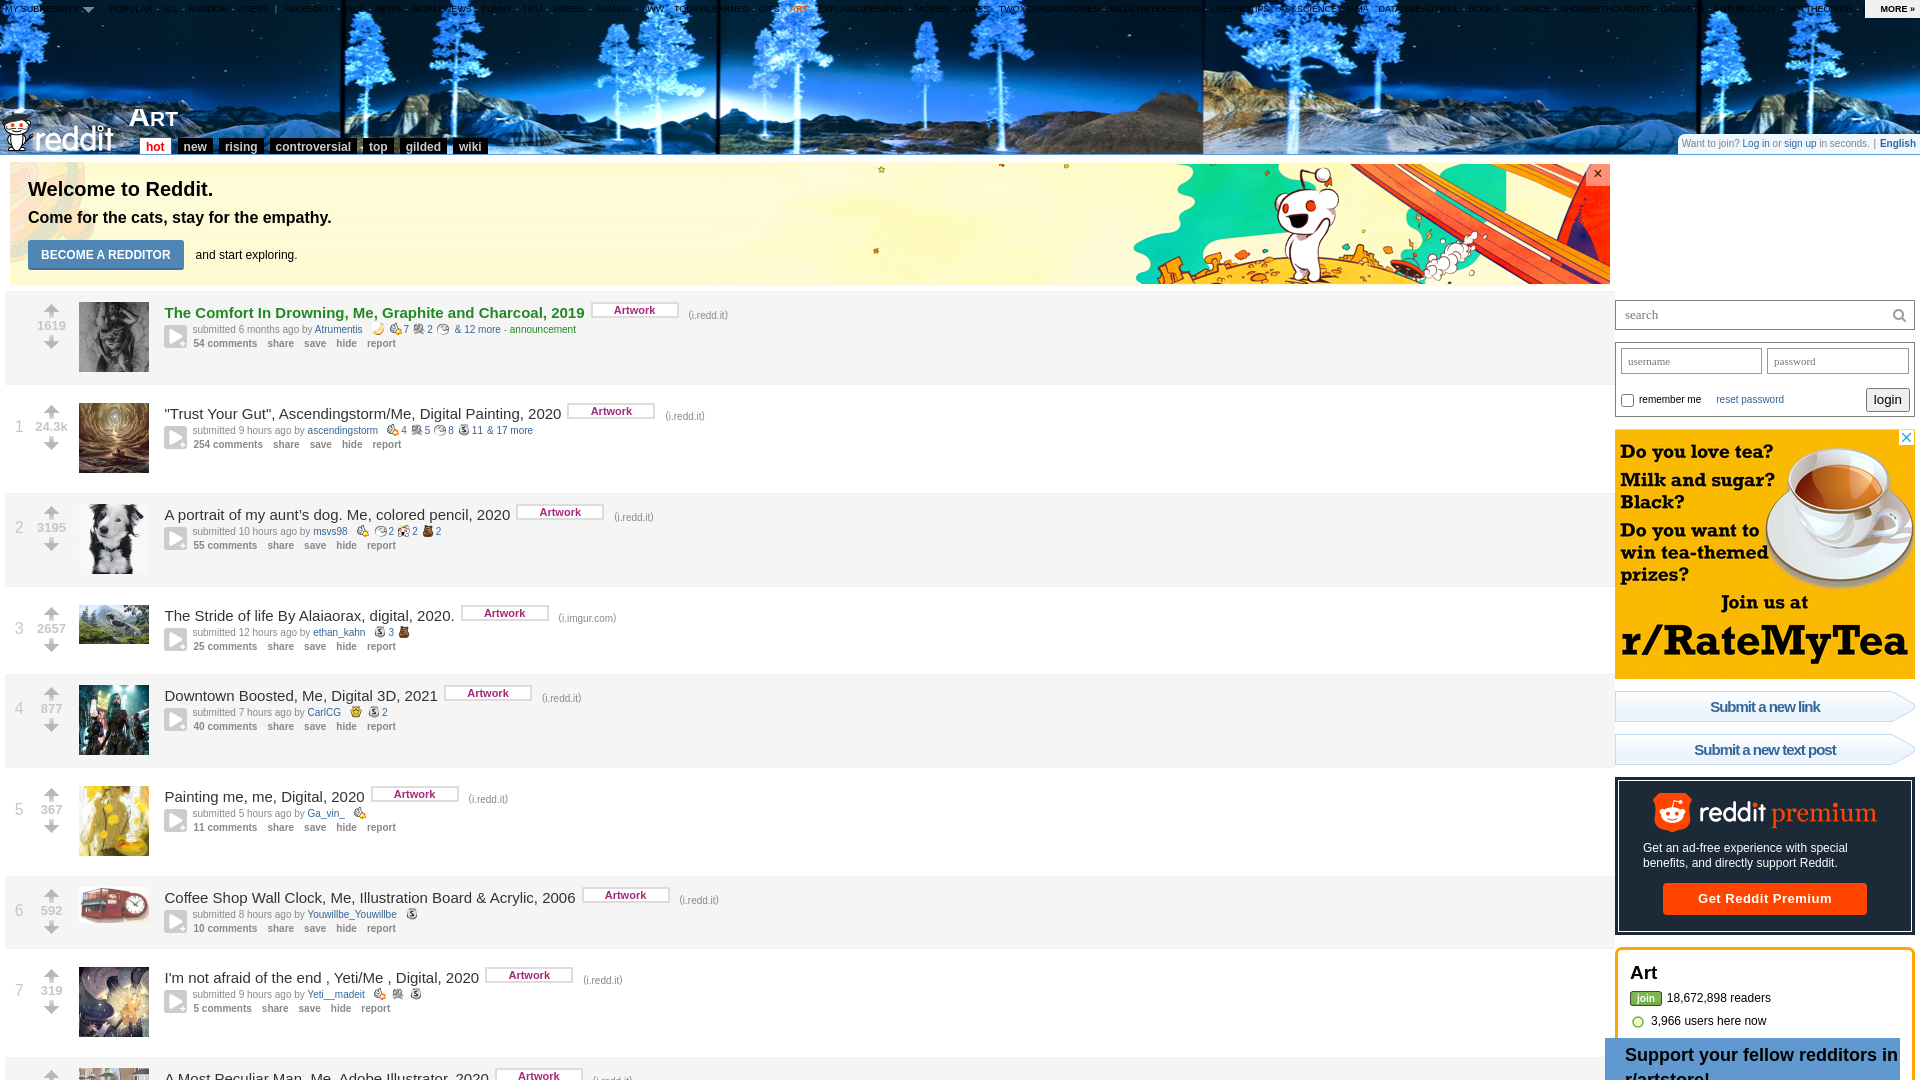 MY SUBREDDITS POPULAR - ALL - RANDOM - USERS | ASKREDDIT - PICS - NEWS - WORLDNEWS - FUNNY - TIFU - VIDEOS - GAMING - AWW - TODAYILEARNED - GIFS - ART - EXPLAINLIKEIMFIVE - MOVIES - JOKES - TWOXCHROMOSOMES - MILDLYINTERESTING - LIFEPROTIPS - ASKSCIENCE - IAMA - DATAISBEAUTIFUL - BOOKS - SCIENCE - SHOWERTHOUGHTS - GADGETS - FUTUROLOGY - NOTTHEONION - MORE »
reddit ART
hot new rising controversial top gilded wiki
Want to join? Log in or sign up in seconds. | English
Welcome to Reddit.
Come for the cats, stay for the empathy.
BECOME A REDDITOR and start exploring.
×
The Comfort In Drowning, Me, Graphite and Charcoal, 2019 Artwork (i.redd.it)
1619
submitted 6 months ago by Atrumentis 7 2 & 12 more - announcement
54 comments share save hide report
"Trust Your Gut", Ascendingstorm/Me, Digital Painting, 2020 Artwork (i.redd.it)
1 24.3k
submitted 9 hours ago by ascendingstorm 4 5 8 11 & 17 more
254 comments share save hide report
A portrait of my aunt's dog. Me, colored pencil, 2020 Artwork (i.redd.it)
2 3195
submitted 10 hours ago by msvs98 2 2 2
55 comments share save hide report
The Stride of life By Alaiaorax, digital, 2020. Artwork (i.imgur.com)
3 2657
submitted 12 hours ago by ethan_kahn 3
25 comments share save hide report
Downtown Boosted, Me, Digital 3D, 2021 Artwork (i.redd.it)
4 877
submitted 7 hours ago by CarlCG 2
40 comments share save hide report
Painting me, me, Digital, 2020 Artwork (i.redd.it)
5 367
submitted 5 hours ago by Ga_vin_
11 comments share save hide report
Coffee Shop Wall Clock, Me, Illustration Board & Acrylic, 2006 Artwork (i.redd.it)
6 592
submitted 8 hours ago by Youwillbe_Youwillbe
10 comments share save hide report
I'm not afraid of the end , Yeti/Me , Digital, 2020 Artwork (i.redd.it)
7 319
submitted 9 hours ago by Yeti__madeit
5 comments share save hide report
A Most Peculiar Man, Me, Adobe Illustrator, 2020 Artwork (i.redd.it)
search
username password
remember me reset password login
Do you love tea?
Milk and sugar?
Black?
Do you want to
win tea-themed
prizes?
Join us at
r/RateMyTea
Submit a new link
Submit a new text post
reddit premium
Get an ad-free experience with special
benefits, and directly support Reddit.
Get Reddit Premium
Art
join 18,672,898 readers
3,966 users here now
Support your fellow redditors in
r/artstore!